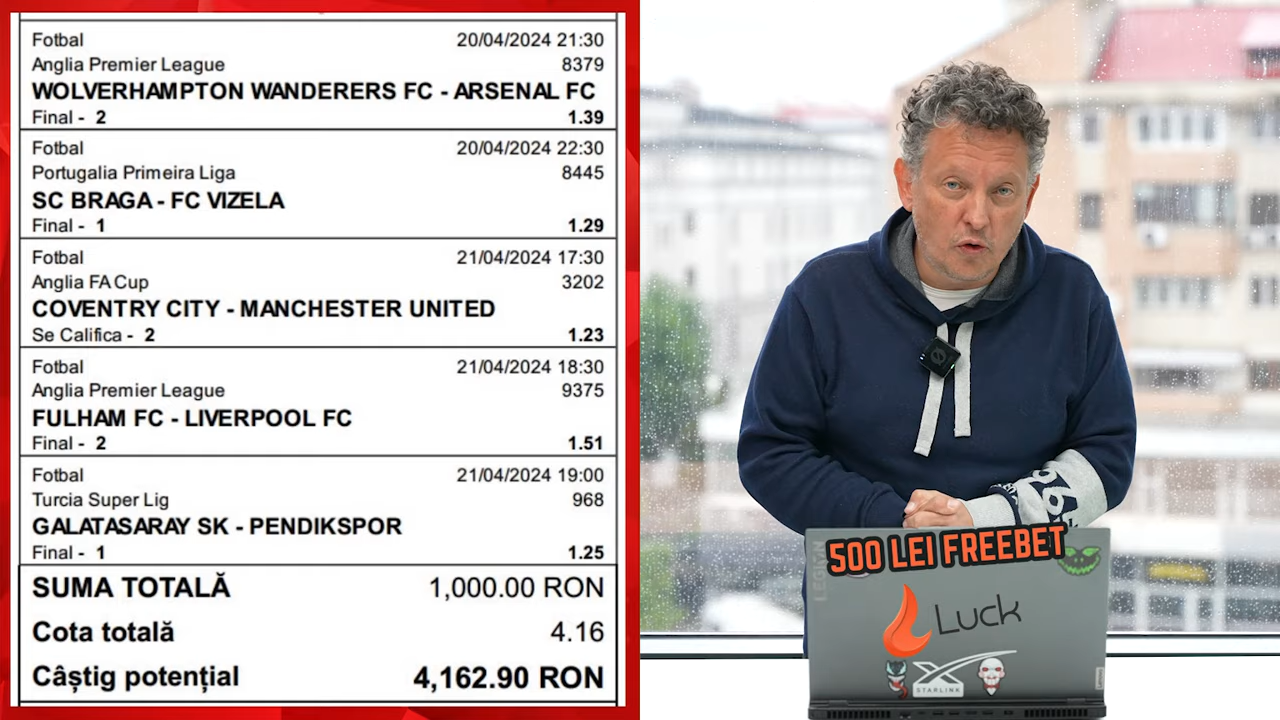 Fotbal 20/04/2024 21:30
Anglia Premier League 8379
WOLVERHAMPTON WANDERERS FC - ARSENAL FC
Final - 2 1.39
Fotbal 20/04/2024 22:30
Portugalia Primeira Liga 8445
SC BRAGA - FC VIZELA
Final - 1 1.29
Fotbal 21/04/2024 17:30
Anglia FA Cup 3202
COVENTRY CITY - MANCHESTER UNITED
Se Califica - 2 1.23
Fotbal 21/04/2024 18:30
Anglia Premier League 9375
FULHAM FC - LIVERPOOL FC
Final - 2 1.51
Fotbal 21/04/2024 19:00
Turcia Super Lig 968
GALATASARAY SK - PENDIKSPOR
Final - 1 1.25
SUMA TOTALĂ 1,000.00 RON
Cota totală 4.16
Câștig potențial 4,162.90 RON
96
500 LEI FREEBET
LEGION
Luck
STARLINK